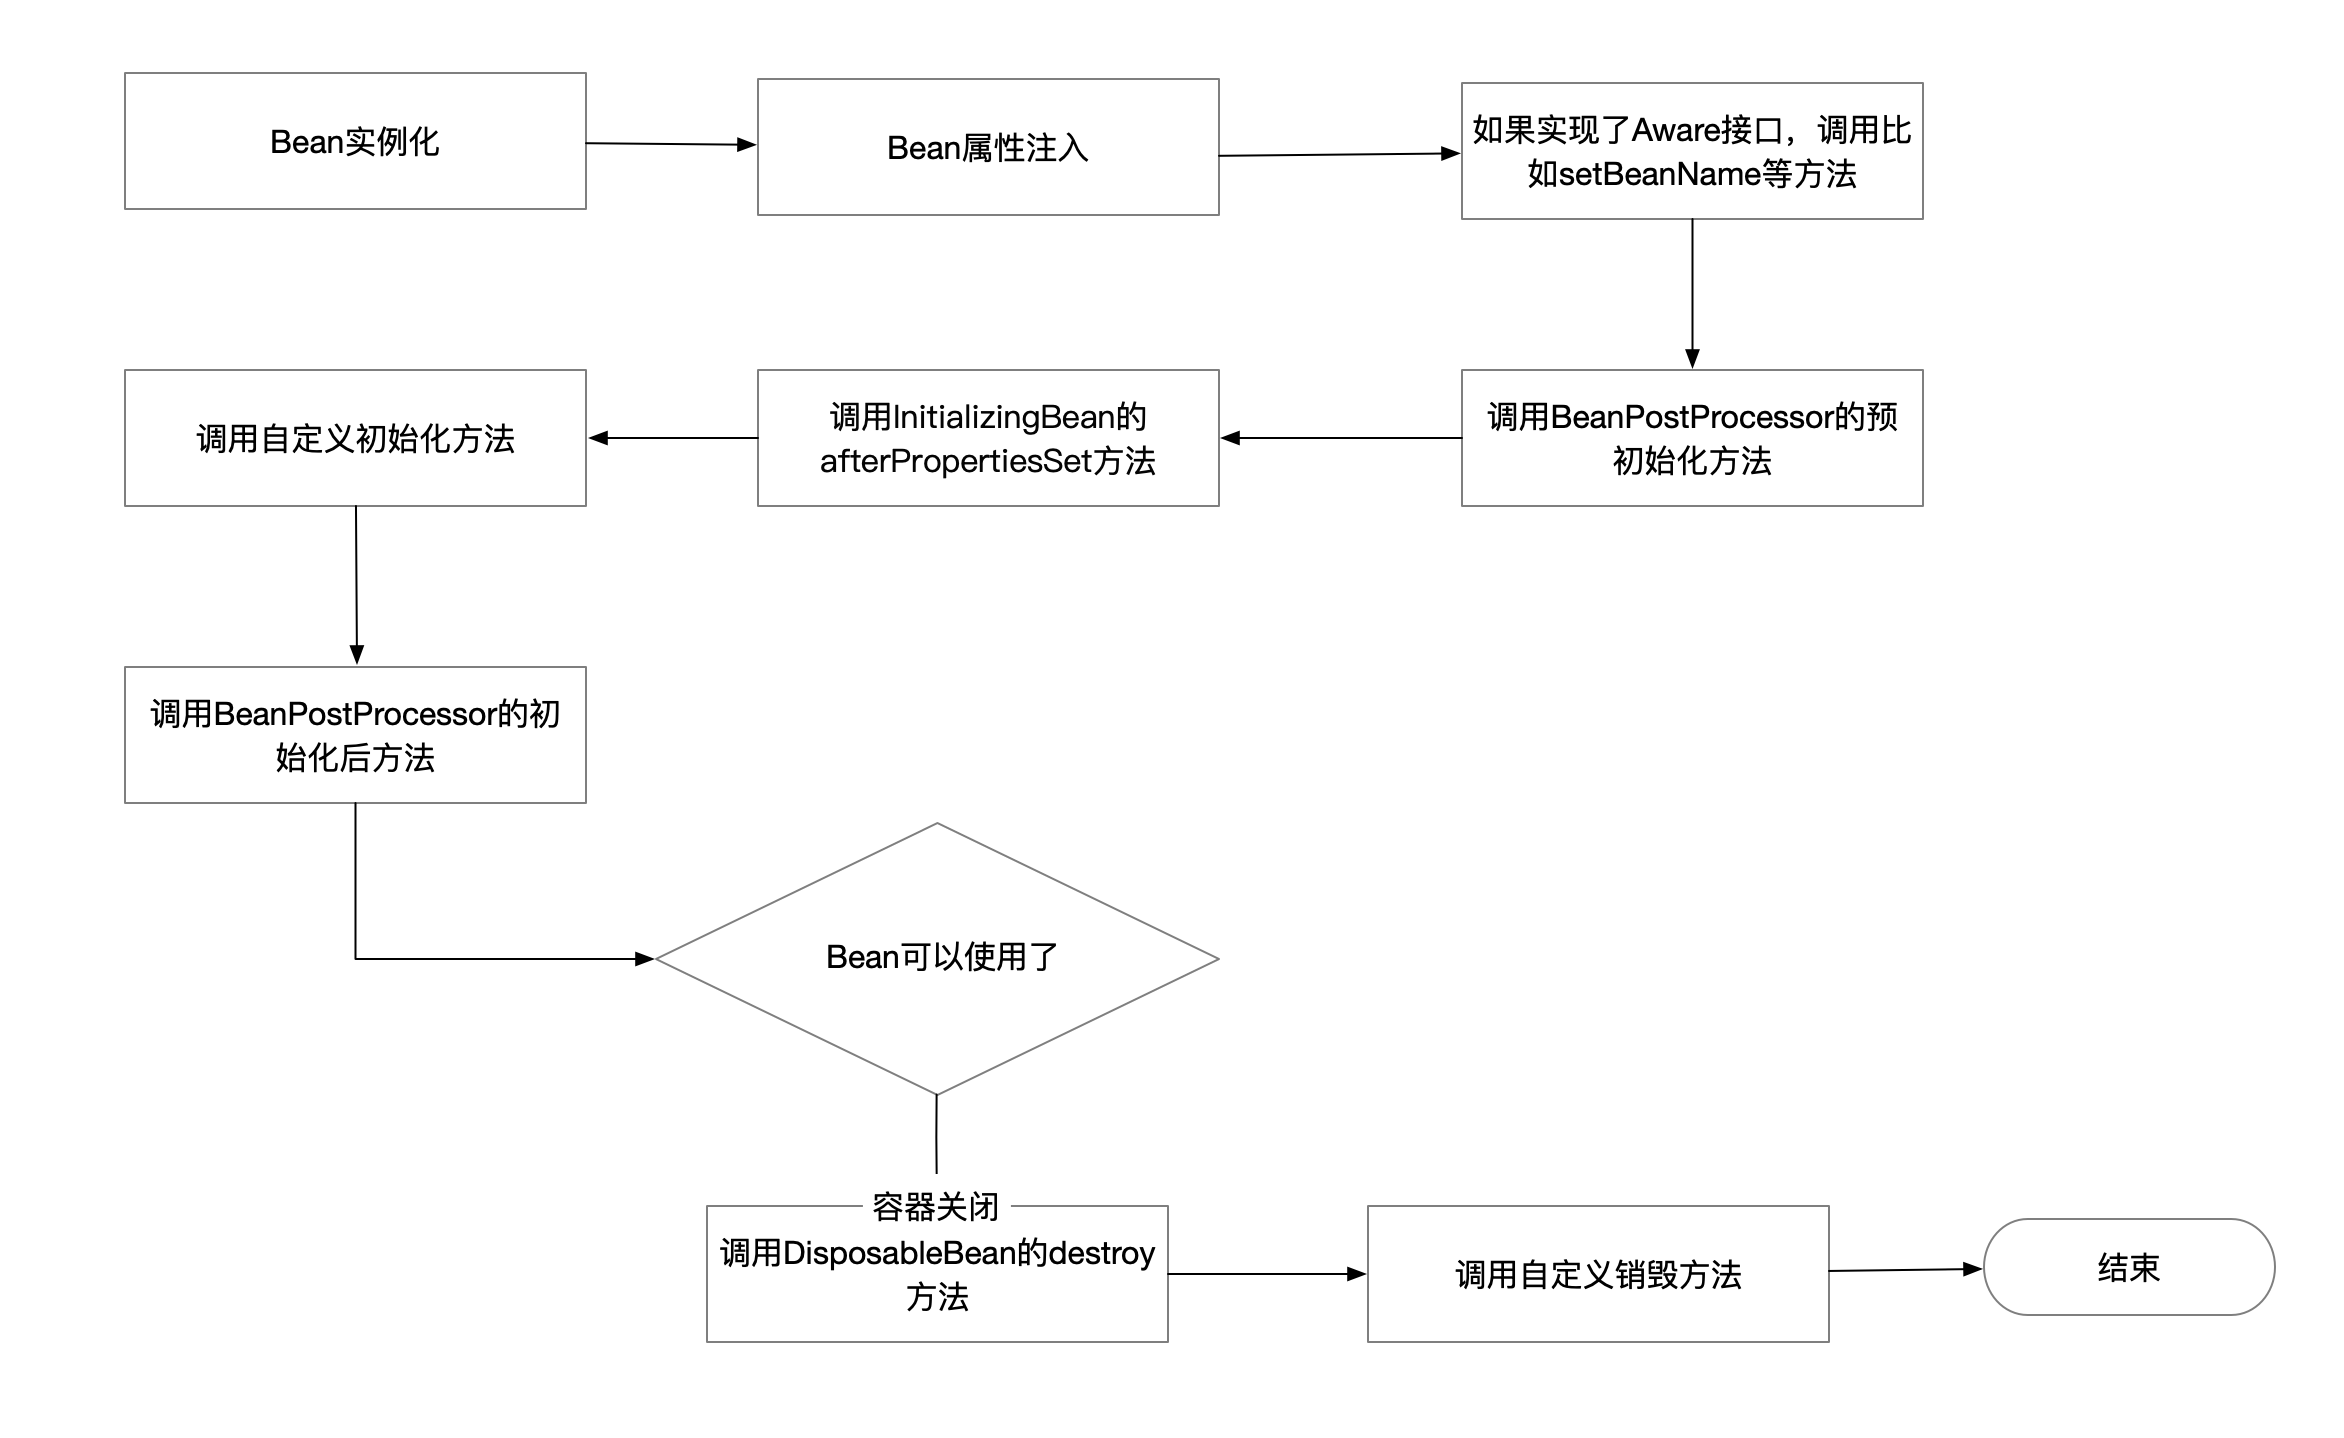 Bean实例化
Bean属性注入
如果实现了Aware接口，调用比
如setBeanName等方法
调用BeanPostProcessor的预
初始化方法
调用InitializingBean的
afterPropertiesSet方法
调用自定义初始化方法
调用BeanPostProcessor的初
始化后方法
Bean可以使用了
容器关闭
调用DisposableBean的destroy
方法
调用自定义销毁方法
结束